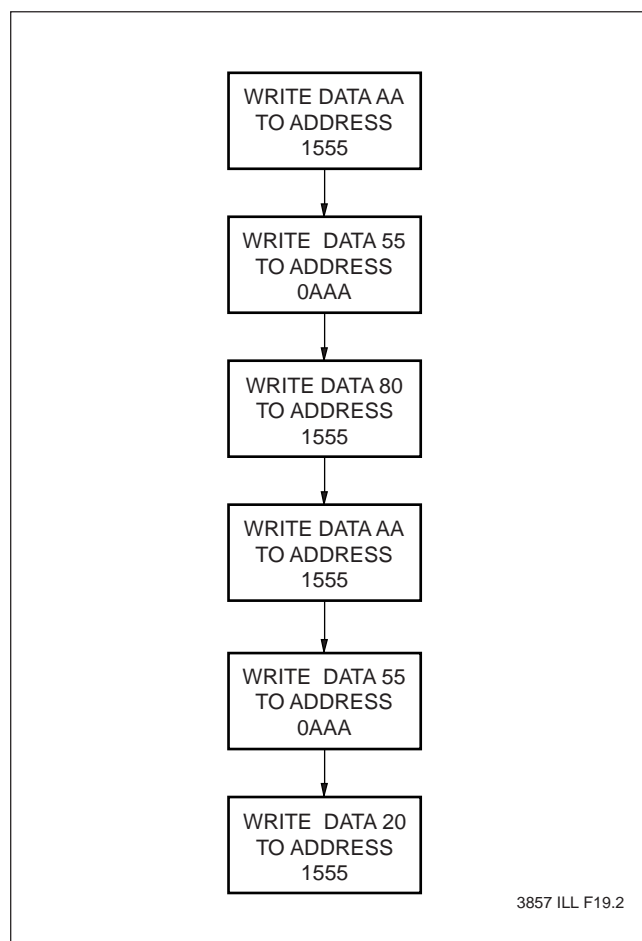 WRITE DATA AA
TO ADDRESS
1555
WRITE DATA 55
TO ADDRESS
0AAA
WRITE DATA 80
TO ADDRESS
1555
WRITE DATA AA
TO ADDRESS
1555
WRITE DATA 55
TO ADDRESS
0AAA
WRITE DATA 20
TO ADDRESS
1555
3857 ILL F19.2